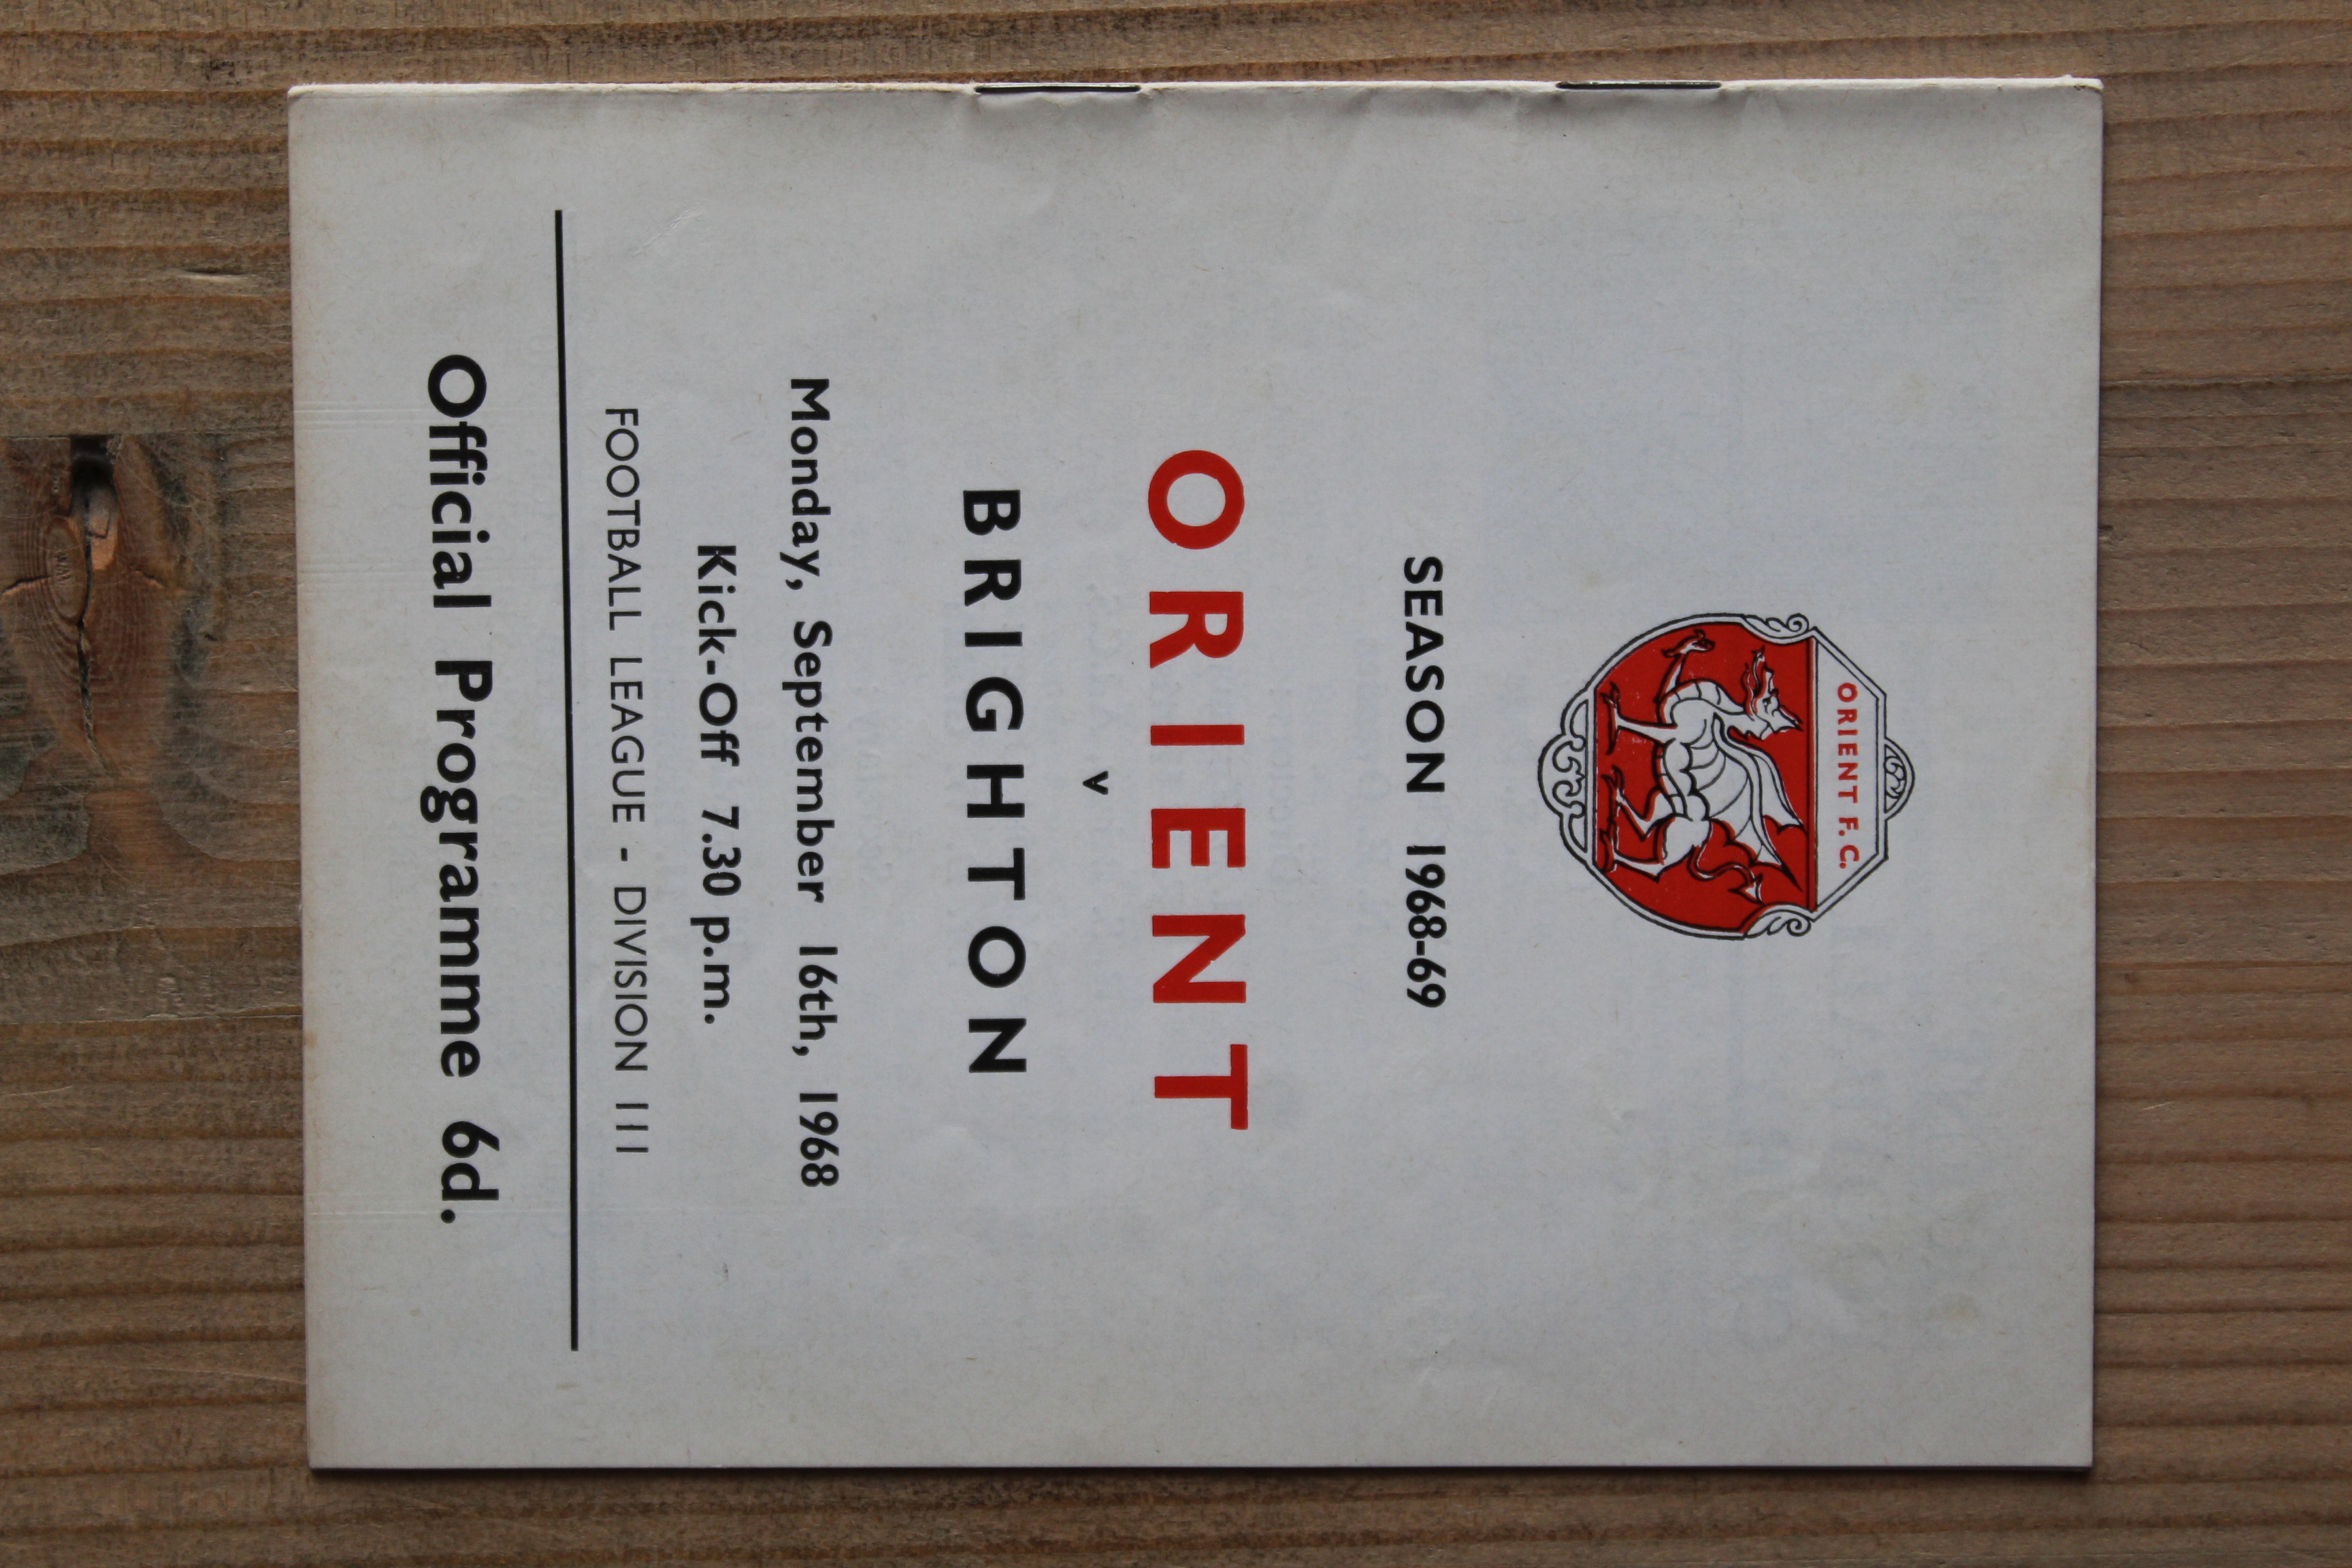 ORIENT F.C.
SEASON 1968-69
ORIENT
v
BRIGHTON
Monday, September 16th, 1968
Kick-Off 7.30 p.m.
FOOTBALL LEAGUE - DIVISION III
Official Programme 6d.